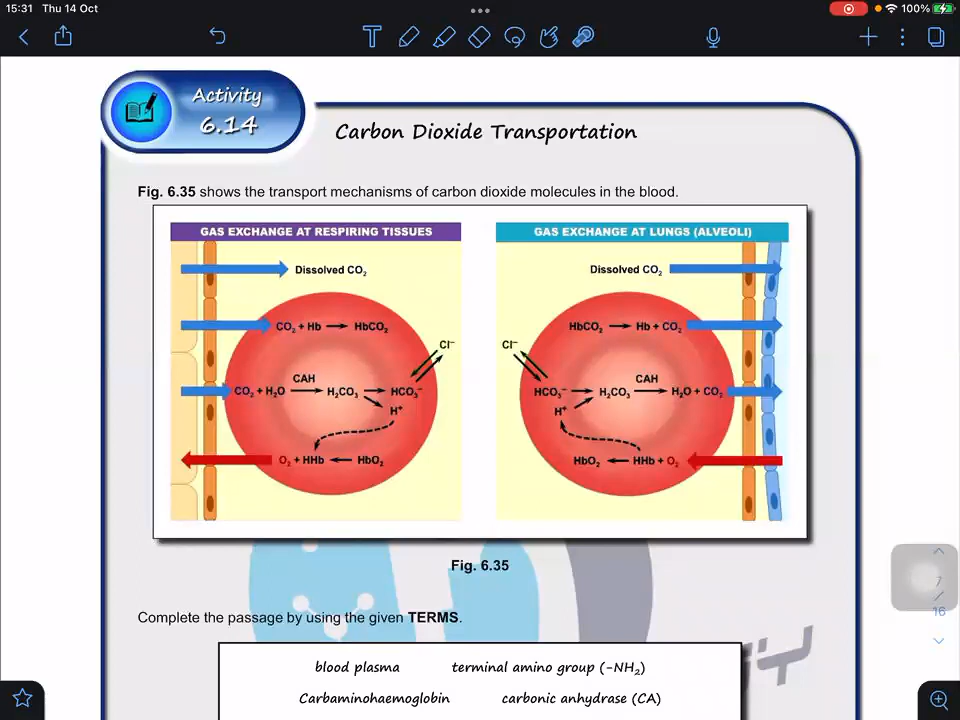 15:31 Thu 14 Oct
100%
Activity
6.14
Carbon Dioxide Transportation
Fig. 6.35 shows the transport mechanisms of carbon dioxide molecules in the blood.
GAS EXCHANGE AT RESPIRING TISSUES
Dissolved CO₂
CO₂ + Hb → HbCO₂
Cl⁻
CAH
CO₂ + H₂O → H₂CO₃ → HCO₃⁻
H⁺
O₂ + HHb ← HbO₂
GAS EXCHANGE AT LUNGS (ALVEOLI)
Dissolved CO₂
HbCO₂ → Hb + CO₂
Cl⁻
CAH
HCO₃⁻ → H₂CO₃ → H₂O + CO₂
H⁺
HbO₂ ← HHb + O₂
Fig. 6.35
7
/
16
Complete the passage by using the given TERMS.
blood plasma terminal amino group (-NH₂)
Carbaminohaemoglobin carbonic anhydrase (CA)